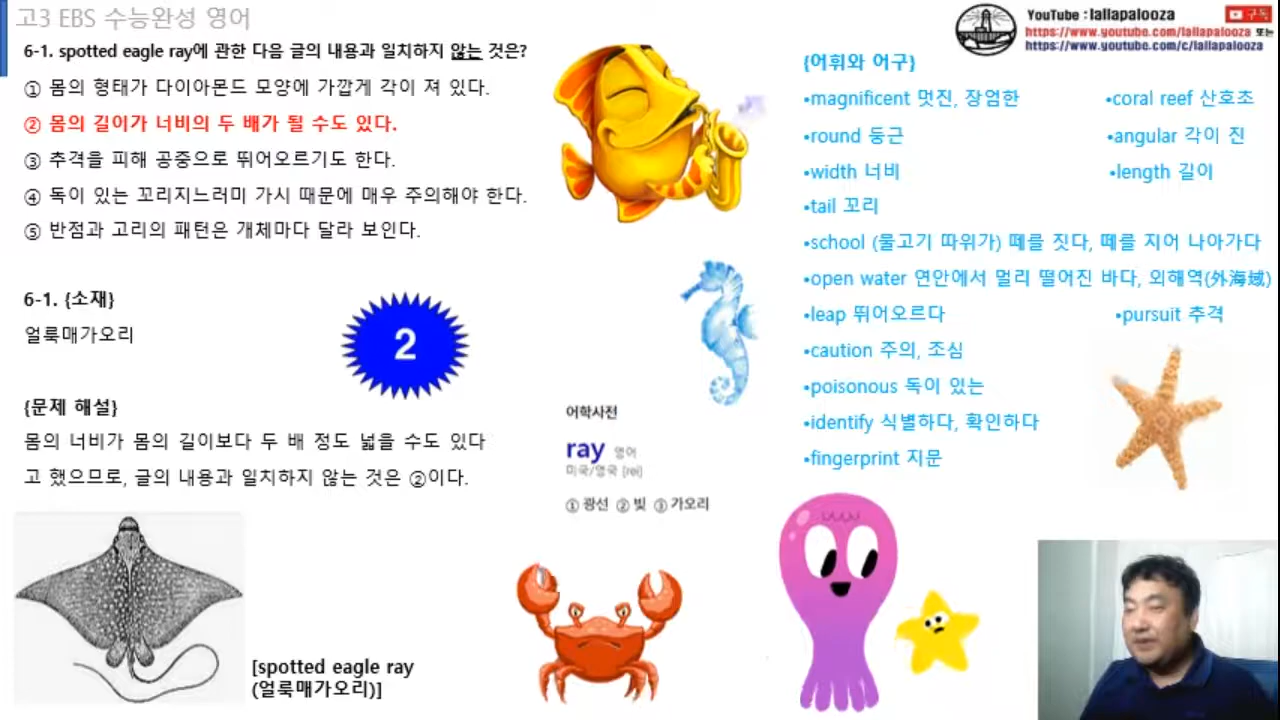 고3 EBS 수능완성 영어
YouTube : lallapalooza
구독
https://www.youtube.com/lallapalooza 또는
https://www.youtube.com/c/lallapalooza
6-1. spotted eagle ray에 관한 다음 글의 내용과 일치하지 않는 것은?
① 몸의 형태가 다이아몬드 모양에 가깝게 각이 져 있다.
② 몸의 길이가 너비의 두 배가 될 수도 있다.
③ 추격을 피해 공중으로 뛰어오르기도 한다.
④ 독이 있는 꼬리지느러미 가시 때문에 매우 주의해야 한다.
⑤ 반점과 고리의 패턴은 개체마다 달라 보인다.
6-1. {소재}
얼룩매가오리
2
{문제 해설}
몸의 너비가 몸의 길이보다 두 배 정도 넓을 수도 있다
고 했으므로, 글의 내용과 일치하지 않는 것은 ②이다.
[spotted eagle ray
(얼룩매가오리)]
어학사전
ray 영어
미국/영국 [rei]
① 광선 ② 빛 ③ 가오리
{어휘와 어구}
•magnificent 멋진, 장엄한 •coral reef 산호초
•round 둥근 •angular 각이 진
•width 너비 •length 길이
•tail 꼬리
•school (물고기 따위가) 떼를 짓다, 떼를 지어 나아가다
•open water 연안에서 멀리 떨어진 바다, 외해역(外海域)
•leap 뛰어오르다 •pursuit 추격
•caution 주의, 조심
•poisonous 독이 있는
•identify 식별하다, 확인하다
•fingerprint 지문